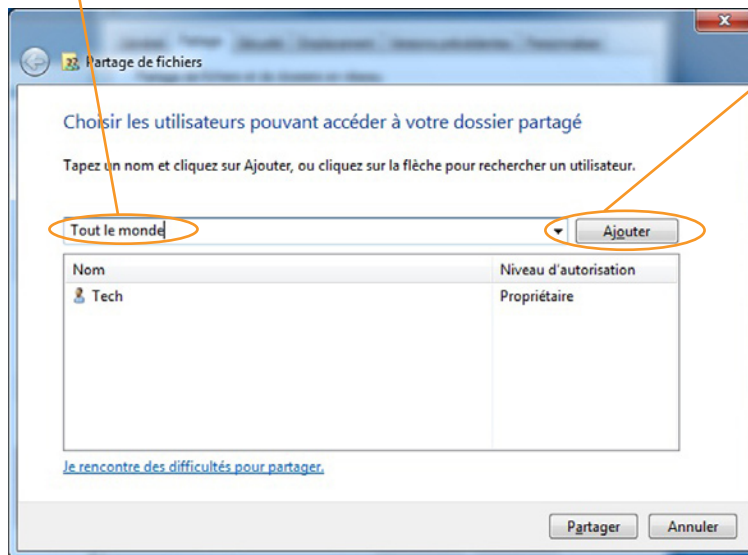 Partage de fichiers
Choisir les utilisateurs pouvant accéder à votre dossier partagé
Tapez un nom et cliquez sur Ajouter, ou cliquez sur la flèche pour rechercher un utilisateur.
Tout le monde Ajouter
Nom Niveau d'autorisation
Tech Propriétaire
Je rencontre des difficultés pour partager.
Partager Annuler